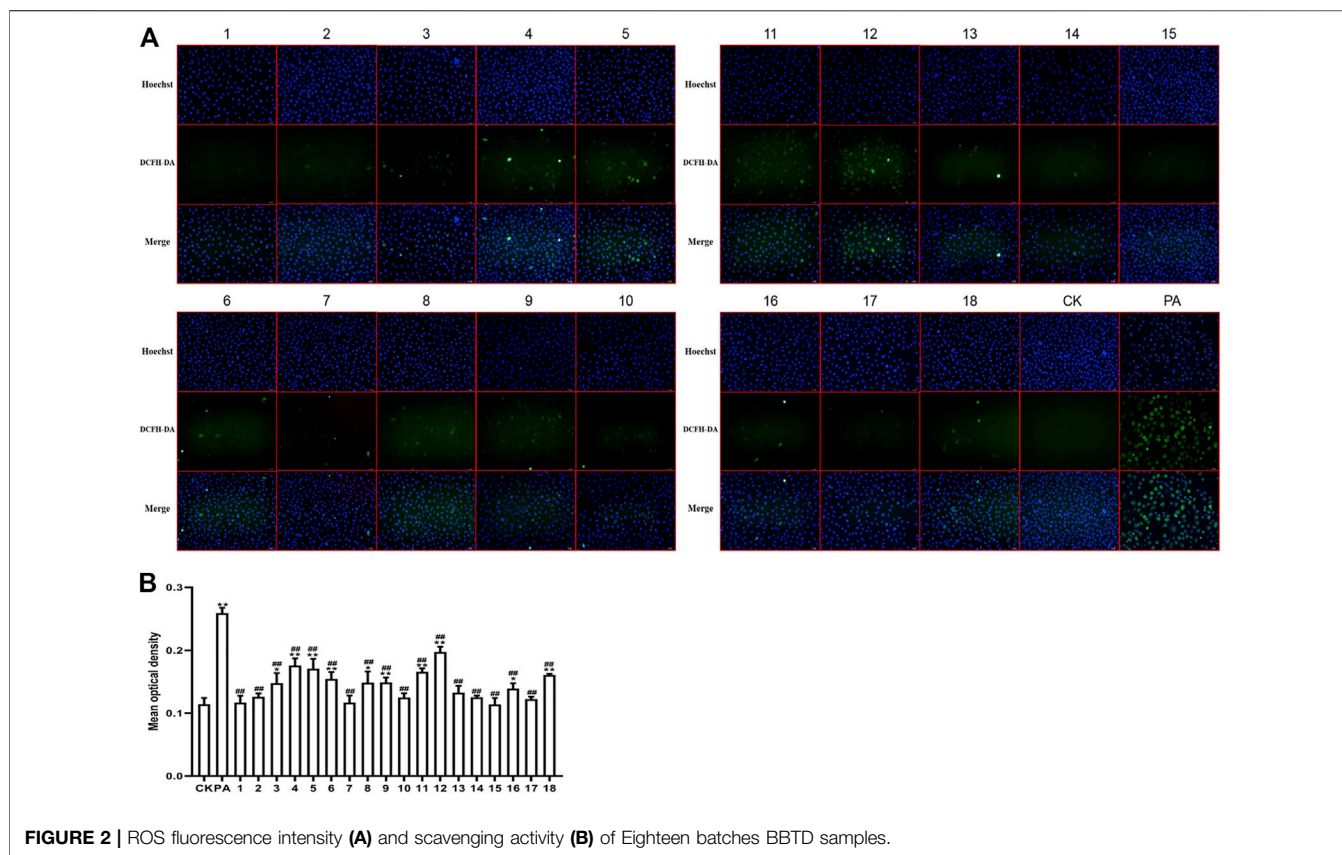 A
1 2 3 4 5
Hoechst
DCFH-DA
Merge
11 12 13 14 15
Hoechst
DCFH-DA
Merge
6 7 8 9 10
Hoechst
DCFH-DA
Merge
16 17 18 CK PA
Hoechst
DCFH-DA
Merge
B
Mean optical density
0.3
0.2
0.1
0.0
**
##
##
##
*
##
**
##
**
##
**
##
##
*
##
**
##
##
**
##
**
##
##
##
##
*
##
##
**
CK PA 1 2 3 4 5 6 7 8 9 10 11 12 13 14 15 16 17 18
FIGURE 2 | ROS fluorescence intensity (A) and scavenging activity (B) of Eighteen batches BBTD samples.